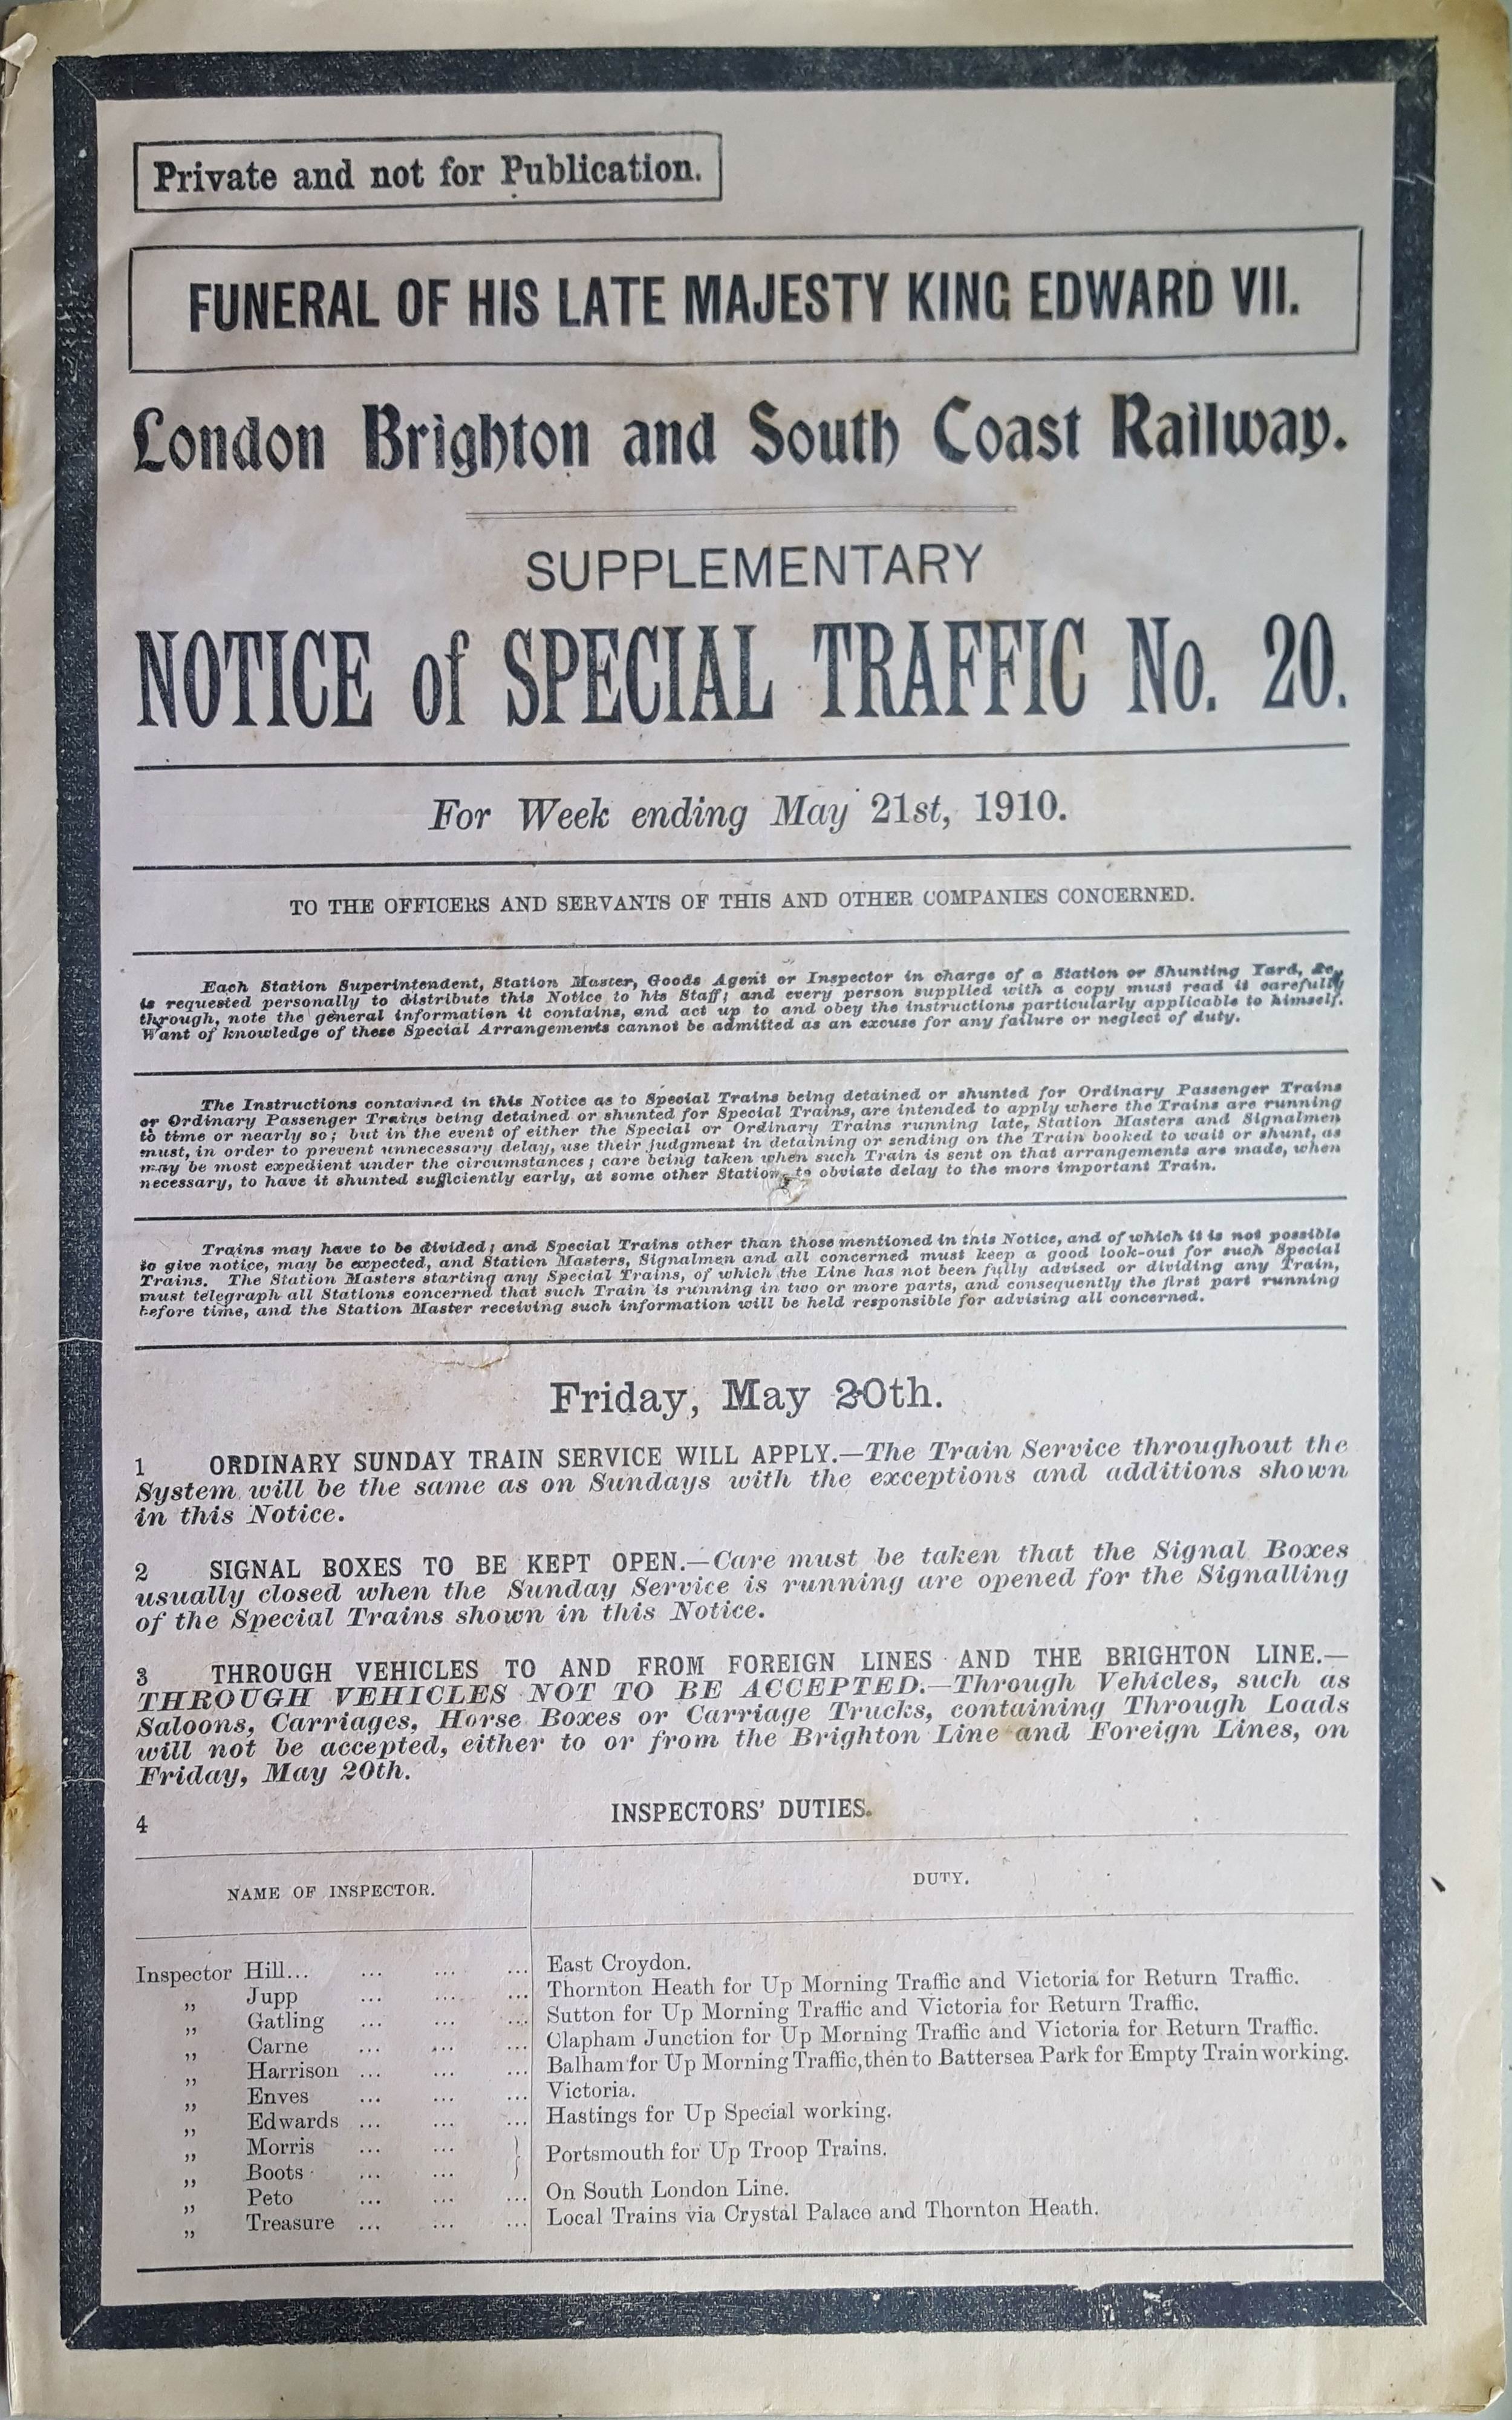 Private and not for Publication.
FUNERAL OF HIS LATE MAJESTY KING EDWARD VII.
London Brighton and South Coast Railway.
SUPPLEMENTARY
NOTICE of SPECIAL TRAFFIC No. 20.
For Week ending May 21st, 1910.
TO THE OFFICERS AND SERVANTS OF THIS AND OTHER COMPANIES CONCERNED.
Each Station Superintendent, Station Master, Goods Agent or Inspector in charge of a Station or Shunting Yard, &c.,
is requested personally to distribute this Notice to his Staff; and every person supplied with a copy must read it carefully
through, note the general information it contains, and act up to and obey the instructions particularly applicable to himself.
Want of knowledge of these Special Arrangements cannot be admitted as an excuse for any failure or neglect of duty.
The Instructions contained in this Notice as to Special Trains being detained or shunted for Ordinary Passenger Trains
or Ordinary Passenger Trains being detained or shunted for Special Trains, are intended to apply where the Trains are running
to time or nearly so; but in the event of either the Special or Ordinary Trains running late, Station Masters and Signalmen
must, in order to prevent unnecessary delay, use their judgment in detaining or sending on the Train booked to wait or shunt, as
may be most expedient under the circumstances; care being taken when such Train is sent on that arrangements are made, when
necessary, to have it shunted sufficiently early, at some other Station, to obviate delay to the more important Train.
Trains may have to be divided; and Special Trains other than those mentioned in this Notice, and of which it is not possible
to give notice, may be expected, and Station Masters, Signalmen and all concerned must keep a good look-out for such Special
Trains. The Station Masters starting any Special Trains, of which the Line has not been fully advised or dividing any Train,
must telegraph all Stations concerned that such Train is running in two or more parts, and consequently the first part running
before time, and the Station Master receiving such information will be held responsible for advising all concerned.
Friday, May 20th.
1 ORDINARY SUNDAY TRAIN SERVICE WILL APPLY.—The Train Service throughout the
System will be the same as on Sundays with the exceptions and additions shown
in this Notice.
2 SIGNAL BOXES TO BE KEPT OPEN.—Care must be taken that the Signal Boxes
usually closed when the Sunday Service is running are opened for the Signalling
of the Special Trains shown in this Notice.
3 THROUGH VEHICLES TO AND FROM FOREIGN LINES AND THE BRIGHTON LINE.—
THROUGH VEHICLES NOT TO BE ACCEPTED.—Through Vehicles, such as
Saloons, Carriages, Horse Boxes or Carriage Trucks, containing Through Loads
will not be accepted, either to or from the Brighton Line and Foreign Lines, on
Friday, May 20th.
4 INSPECTORS' DUTIES.
NAME OF INSPECTOR. DUTY.
Inspector Hill... ... ... ... East Croydon.
,, Jupp ... ... ... Thornton Heath for Up Morning Traffic and Victoria for Return Traffic.
,, Gatling ... ... ... Sutton for Up Morning Traffic and Victoria for Return Traffic.
,, Carne ... ... ... Clapham Junction for Up Morning Traffic and Victoria for Return Traffic.
,, Harrison ... ... ... Balham for Up Morning Traffic, then to Battersea Park for Empty Train working.
,, Enves ... ... ... Victoria.
,, Edwards ... ... ... Hastings for Up Special working.
,, Morris ... ... } Portsmouth for Up Troop Trains.
,, Boots ... ...
,, Peto ... ... ... On South London Line.
,, Treasure ... ... ... Local Trains via Crystal Palace and Thornton Heath.